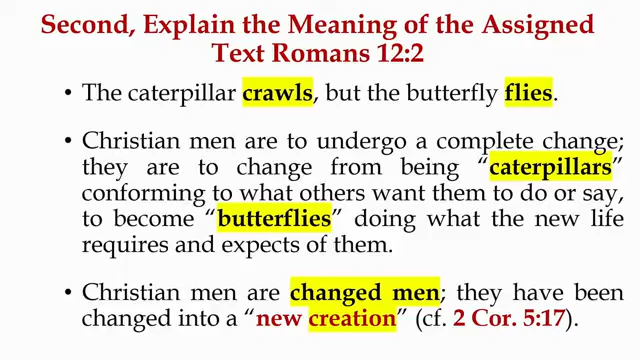 Second, Explain the Meaning of the Assigned
Text Romans 12:2
• The caterpillar crawls, but the butterfly flies.
• Christian men are to undergo a complete change;
they are to change from being “caterpillars”
conforming to what others want them to do or say,
to become “butterflies” doing what the new life
requires and expects of them.
• Christian men are changed men; they have been
changed into a “new creation” (cf. 2 Cor. 5:17).